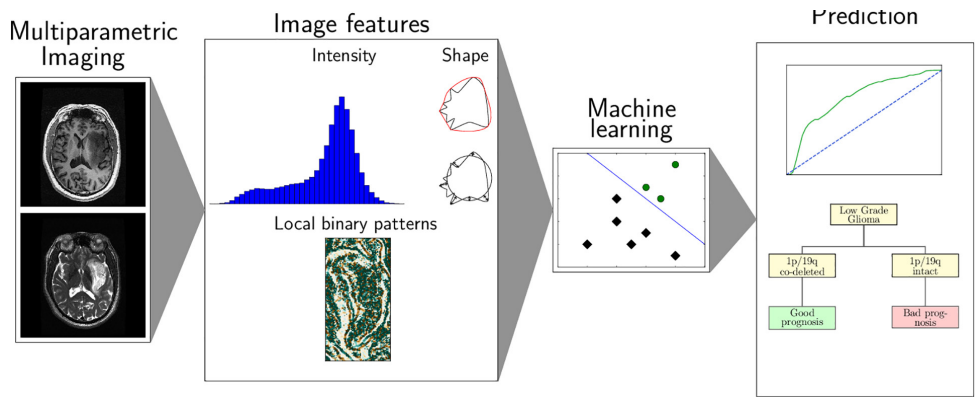 Multiparametric
Imaging
Image features
Intensity
Shape
Local binary patterns
Machine
learning
Prediction
Low Grade
Glioma
1p/19q
co-deleted
1p/19q
intact
Good
prognosis
Bad prog-
nosis